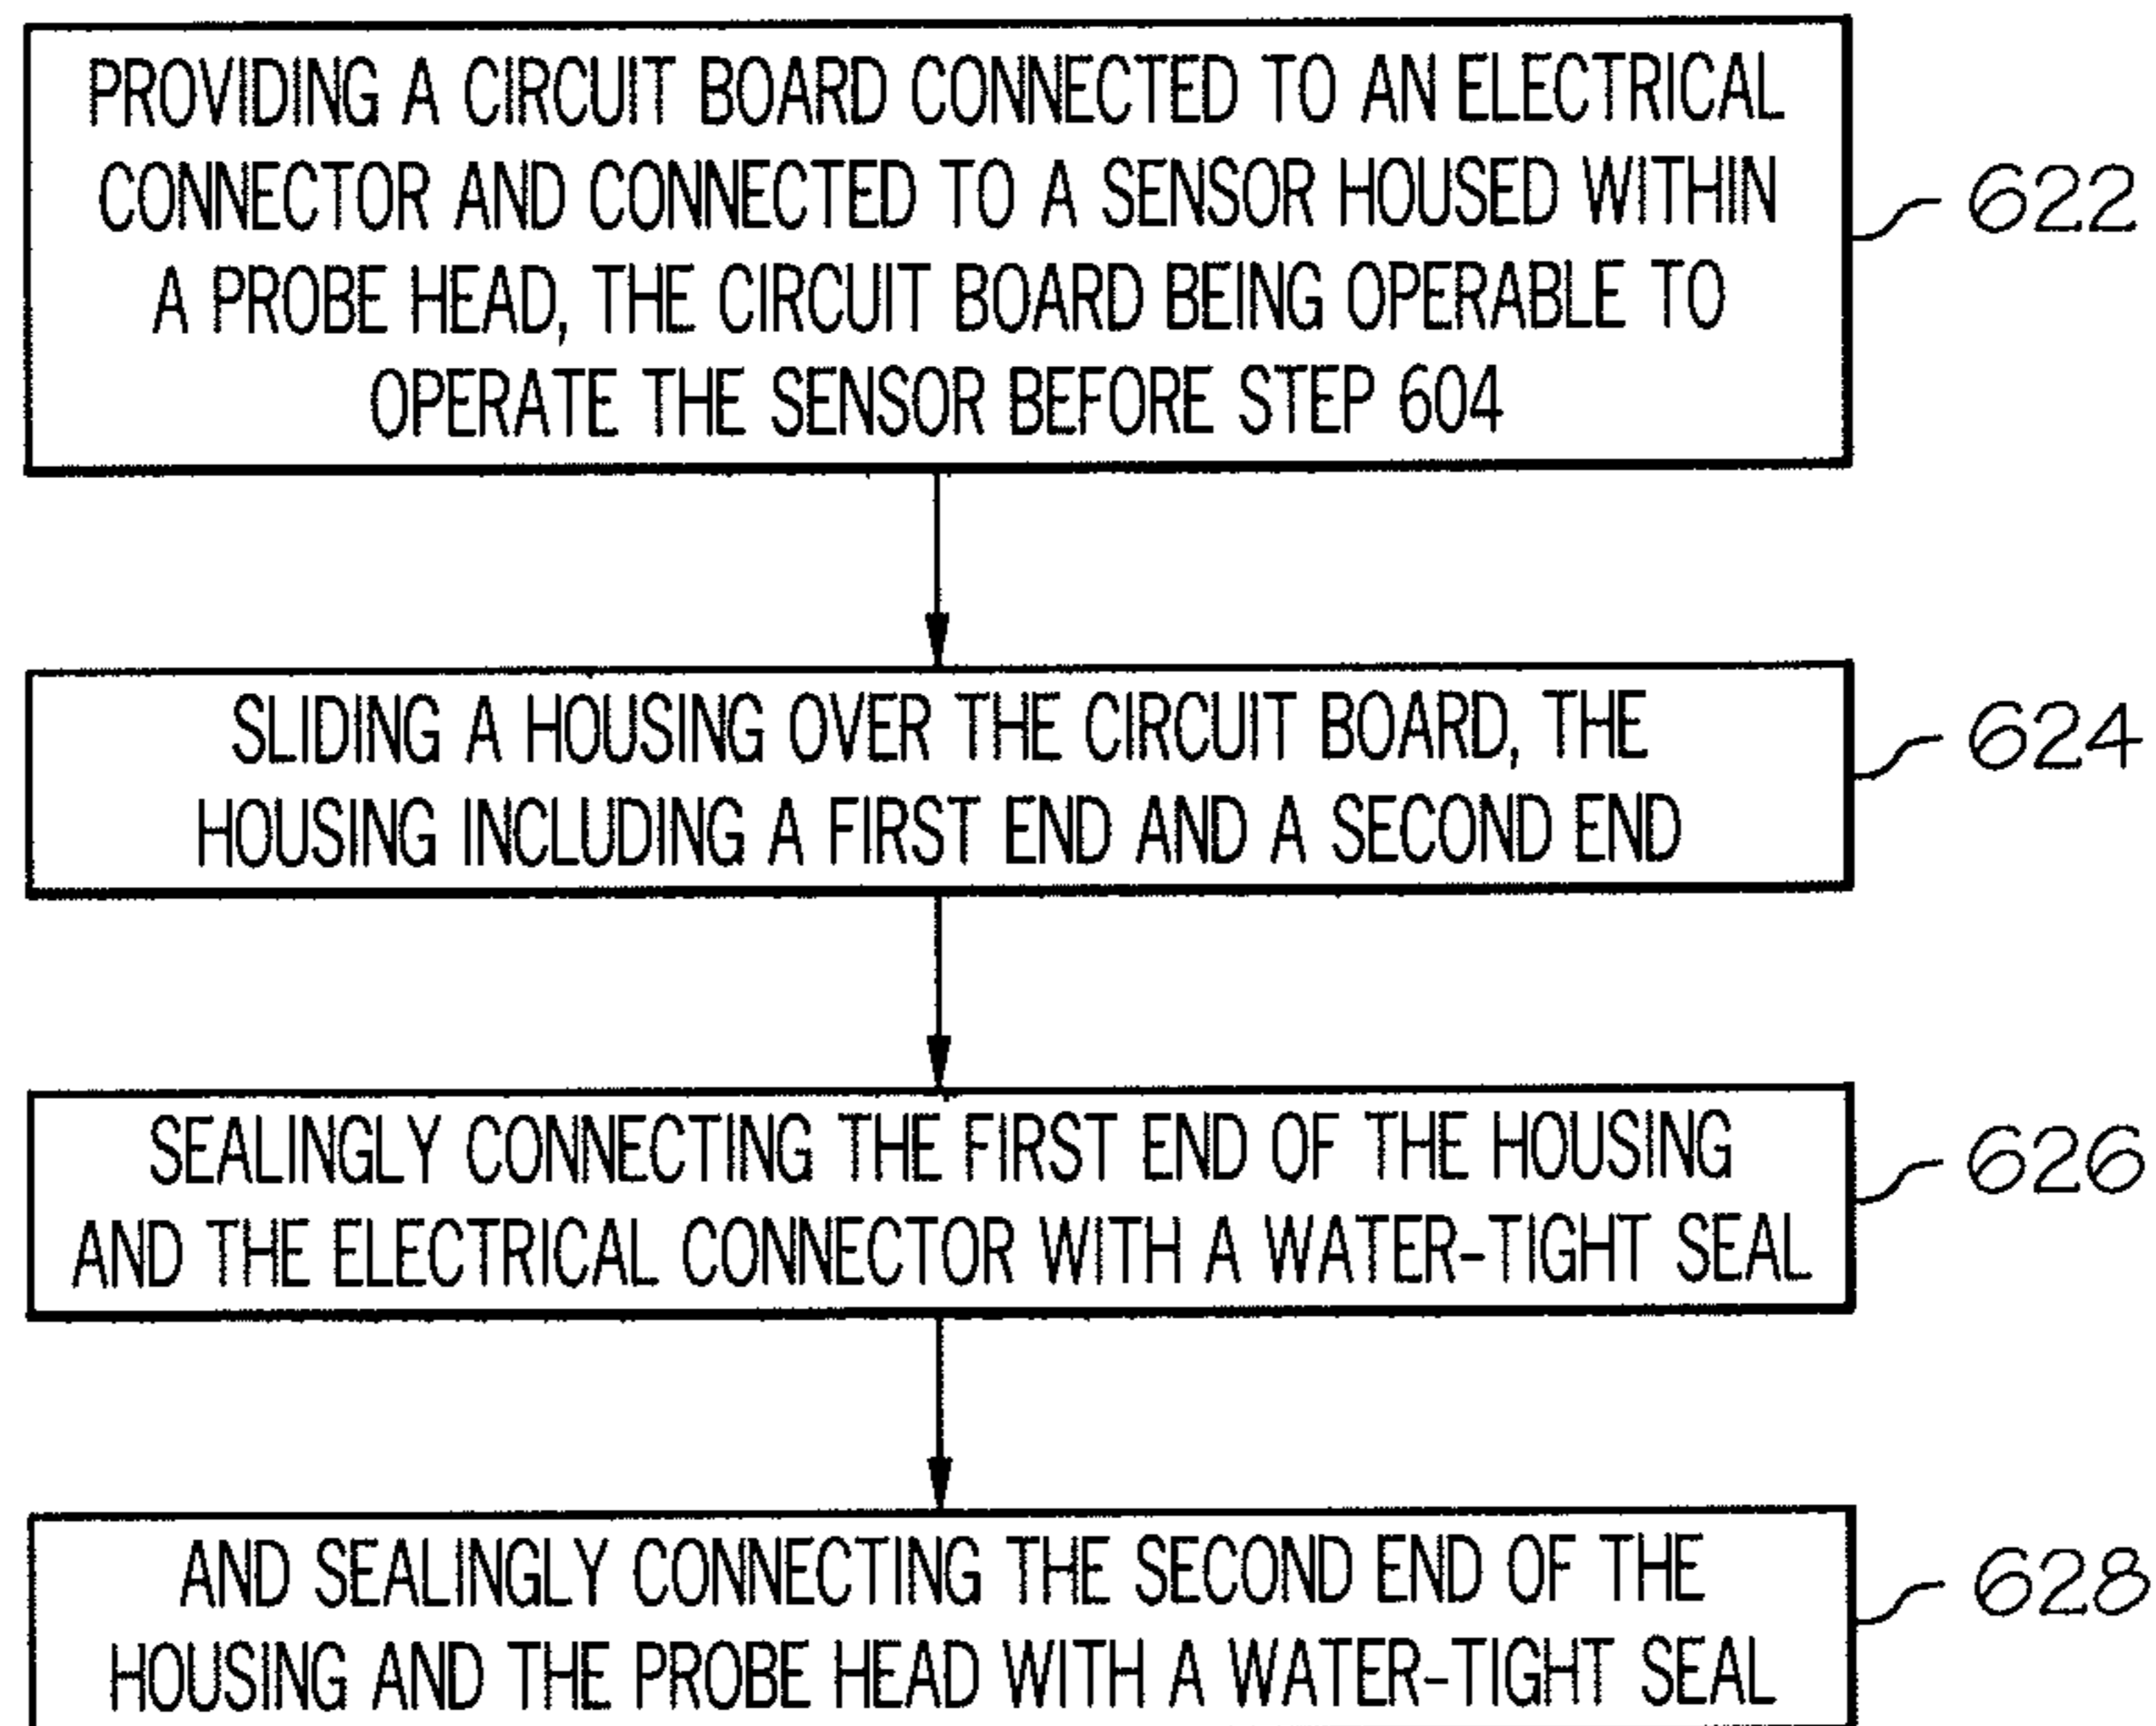 PROVIDING A CIRCUIT BOARD CONNECTED TO AN ELECTRICAL
CONNECTOR AND CONNECTED TO A SENSOR HOUSED WITHIN
A PROBE HEAD, THE CIRCUIT BOARD BEING OPERABLE TO
OPERATE THE SENSOR BEFORE STEP 604
622
SLIDING A HOUSING OVER THE CIRCUIT BOARD, THE
HOUSING INCLUDING A FIRST END AND A SECOND END
624
SEALINGLY CONNECTING THE FIRST END OF THE HOUSING
AND THE ELECTRICAL CONNECTOR WITH A WATER-TIGHT SEAL
626
AND SEALINGLY CONNECTING THE SECOND END OF THE
HOUSING AND THE PROBE HEAD WITH A WATER-TIGHT SEAL
628